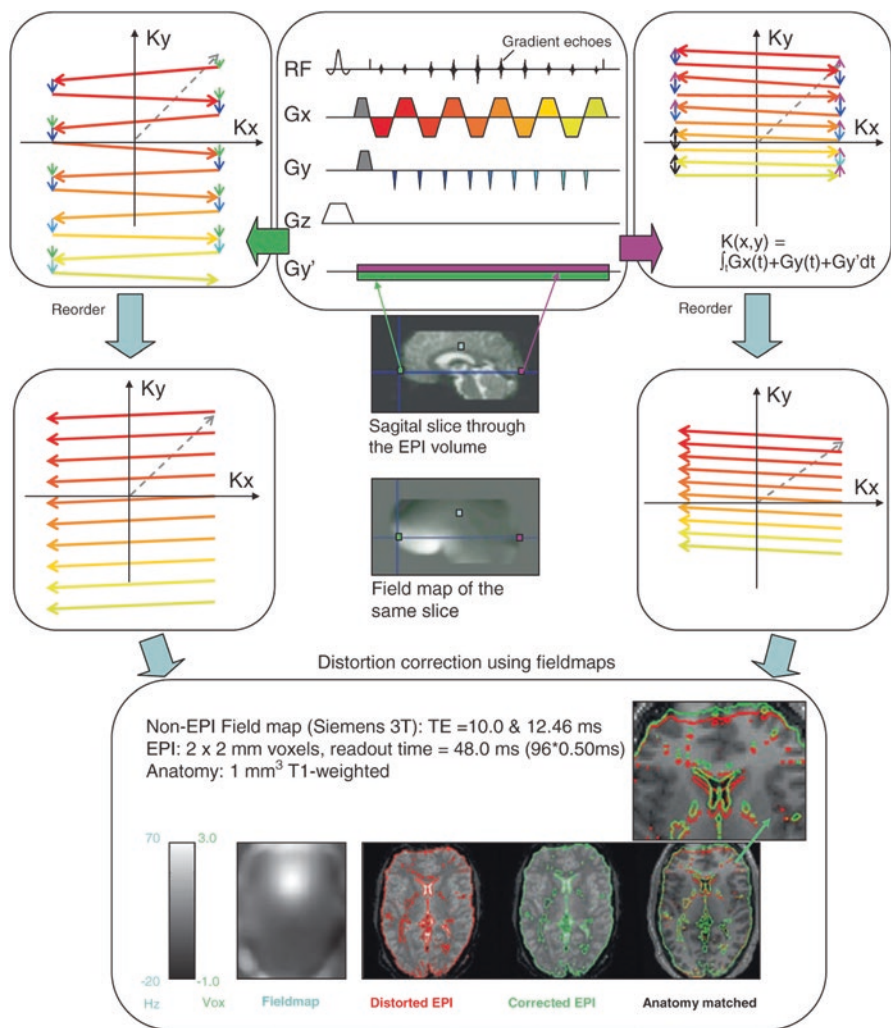 Ky
Kx
RF
Gradient echoes
Gx
Gy
Gz
Gy'
Ky
Kx
K(x,y) =
∫tGx(t)+Gy(t)+Gy'dt
Reorder
Reorder
Sagital slice through
the EPI volume
Ky
Kx
Ky
Kx
Field map of the
same slice
Distortion correction using fieldmaps
Non-EPI Field map (Siemens 3T): TE =10.0 & 12.46 ms
EPI: 2 x 2 mm voxels, readout time = 48.0 ms (96*0.50ms)
Anatomy: 1 mm³ T1-weighted
70
3.0
-20
-1.0
Hz
Vox
Fieldmap
Distorted EPI
Corrected EPI
Anatomy matched